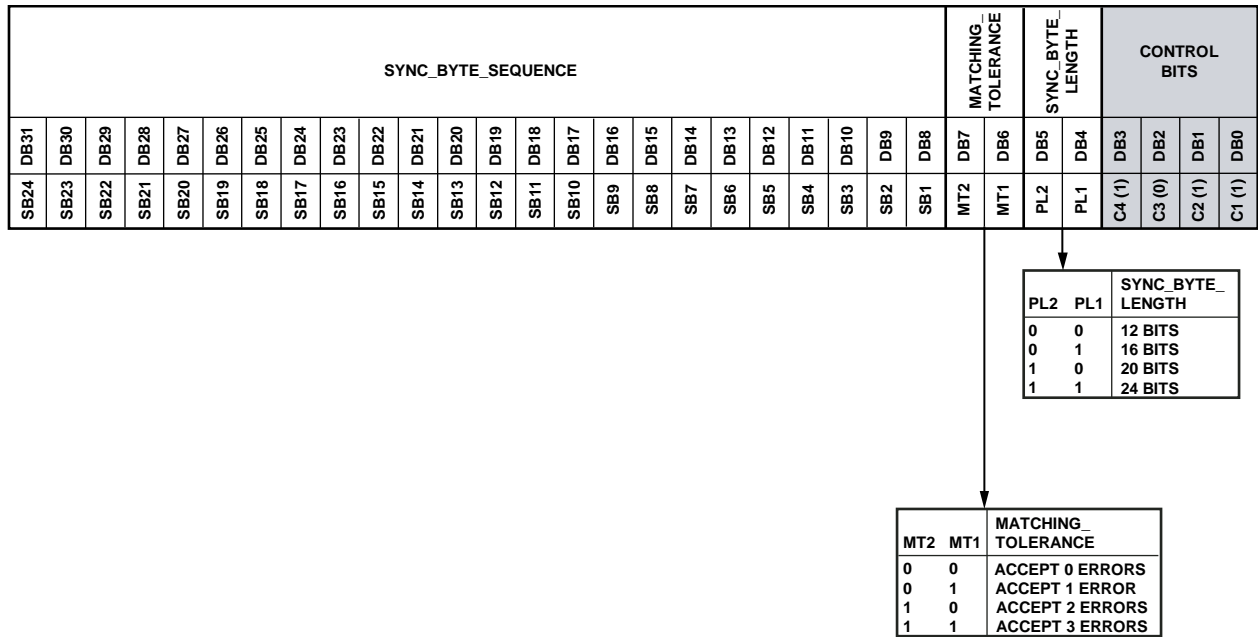 SYNC_BYTE_SEQUENCE
MATCHING_
TOLERANCE
SYNC_BYTE_
LENGTH
CONTROL
BITS
DB31 DB30 DB29 DB28 DB27 DB26 DB25 DB24 DB23 DB22 DB21 DB20 DB19 DB18 DB17 DB16 DB15 DB14 DB13 DB12 DB11 DB10 DB9 DB8 DB7 DB6 DB5 DB4 DB3 DB2 DB1 DB0
SB24 SB23 SB22 SB21 SB20 SB19 SB18 SB17 SB16 SB15 SB14 SB13 SB12 SB11 SB10 SB9 SB8 SB7 SB6 SB5 SB4 SB3 SB2 SB1 MT2 MT1 PL2 PL1 C4 (1) C3 (0) C2 (1) C1 (1)
SYNC_BYTE_
PL2 PL1 LENGTH
0 0 12 BITS
0 1 16 BITS
1 0 20 BITS
1 1 24 BITS
MATCHING_
MT2 MT1 TOLERANCE
0 0 ACCEPT 0 ERRORS
0 1 ACCEPT 1 ERROR
1 0 ACCEPT 2 ERRORS
1 1 ACCEPT 3 ERRORS